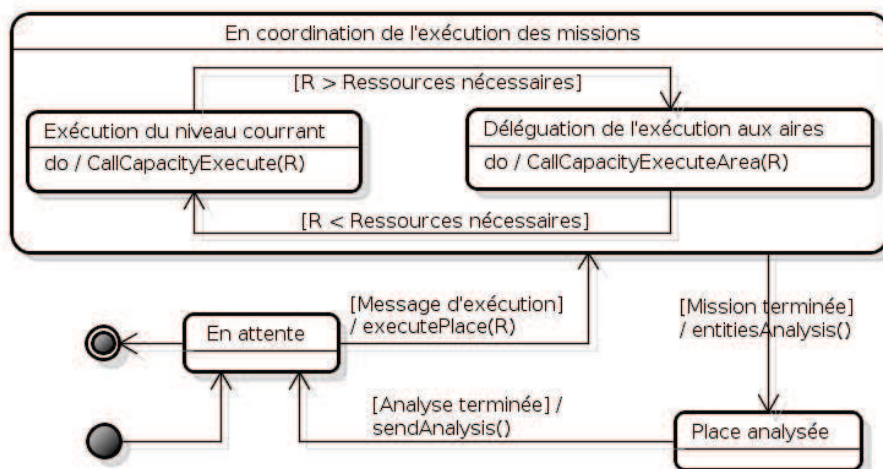 En coordination de l'exécution des missions
[R > Ressources nécessaires]
Exécution du niveau courrant
do / CallCapacityExecute(R)
Déléguation de l'exécution aux aires
do / CallCapacityExecuteArea(R)
[R < Ressources nécessaires]
[Message d'exécution]
/ executePlace(R)
[Mission terminée]
/ entitiesAnalysis()
En attente
[Analyse terminée] /
sendAnalysis()
Place analysée